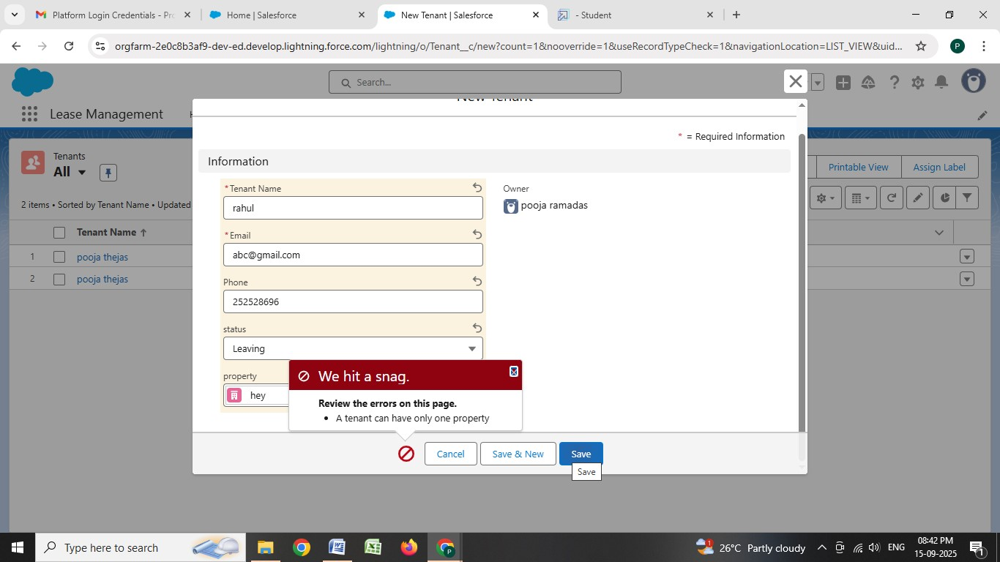 Platform Login Credentials - Pr
Home | Salesforce
New Tenant | Salesforce
- Student
orgfarm-2e0c8b3af9-dev-ed.develop.lightning.force.com/lightning/o/Tenant__c/new?count=1&nooverride=1&useRecordTypeCheck=1&navigationLocation=LIST_VIEW&uid...
P
Search...
Lease Management
New Tenant
* = Required Information
Information
Tenants
All
Printable View
Assign Label
2 items • Sorted by Tenant Name • Updated
Tenant Name
1 pooja thejas
2 pooja thejas
*Tenant Name
rahul
Owner
pooja ramadas
*Email
abc@gmail.com
Phone
252528696
status
Leaving
property
hey
We hit a snag.
Review the errors on this page.
• A tenant can have only one property
Cancel
Save & New
Save
Save
Type here to search
P
1
26°C Partly cloudy
ENG
08:42 PM
15-09-2025
1